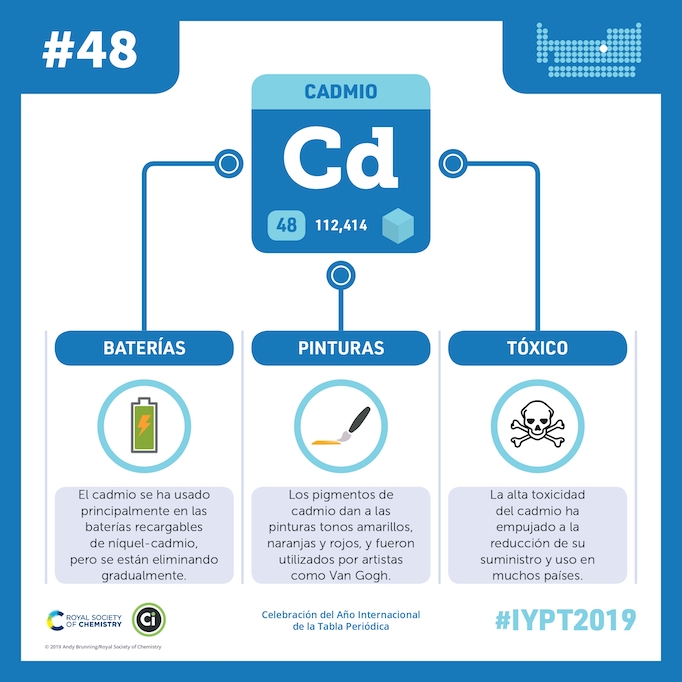 #48
CADMIO
Cd
48 112,414
BATERÍAS
El cadmio se ha usado
principalmente en las
baterías recargables
de níquel-cadmio,
pero se están eliminando
gradualmente.
PINTURAS
Los pigmentos de
cadmio dan a las
pinturas tonos amarillos,
naranjas y rojos, y fueron
utilizados por artistas
como Van Gogh.
TÓXICO
La alta toxicidad
del cadmio ha
empujado a la
reducción de su
suministro y uso en
muchos países.
ROYAL SOCIETY
OF CHEMISTRY
Ci
Celebración del Año Internacional
de la Tabla Periódica
#IYPT2019
© 2019 Andy Brunning/Royal Society of Chemistry